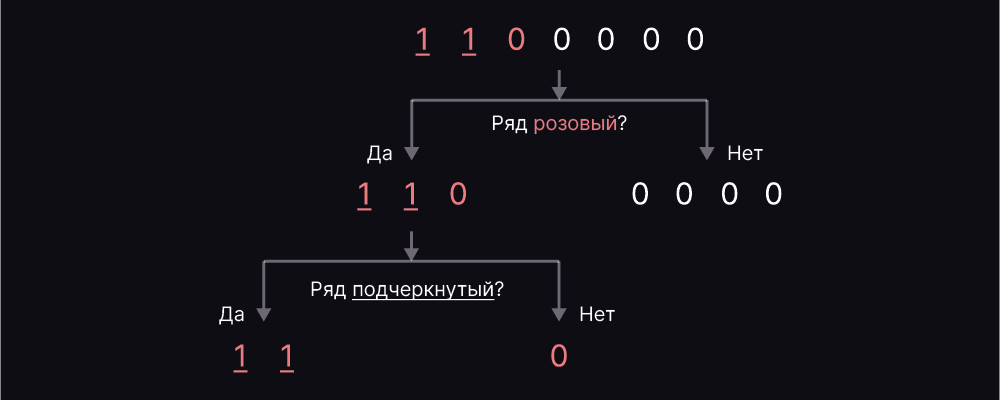 1 1 0 0 0 0 0
Ряд розовый?
Да Нет
1 1 0 0 0 0 0
Ряд подчеркнутый?
Да Нет
1 1 0